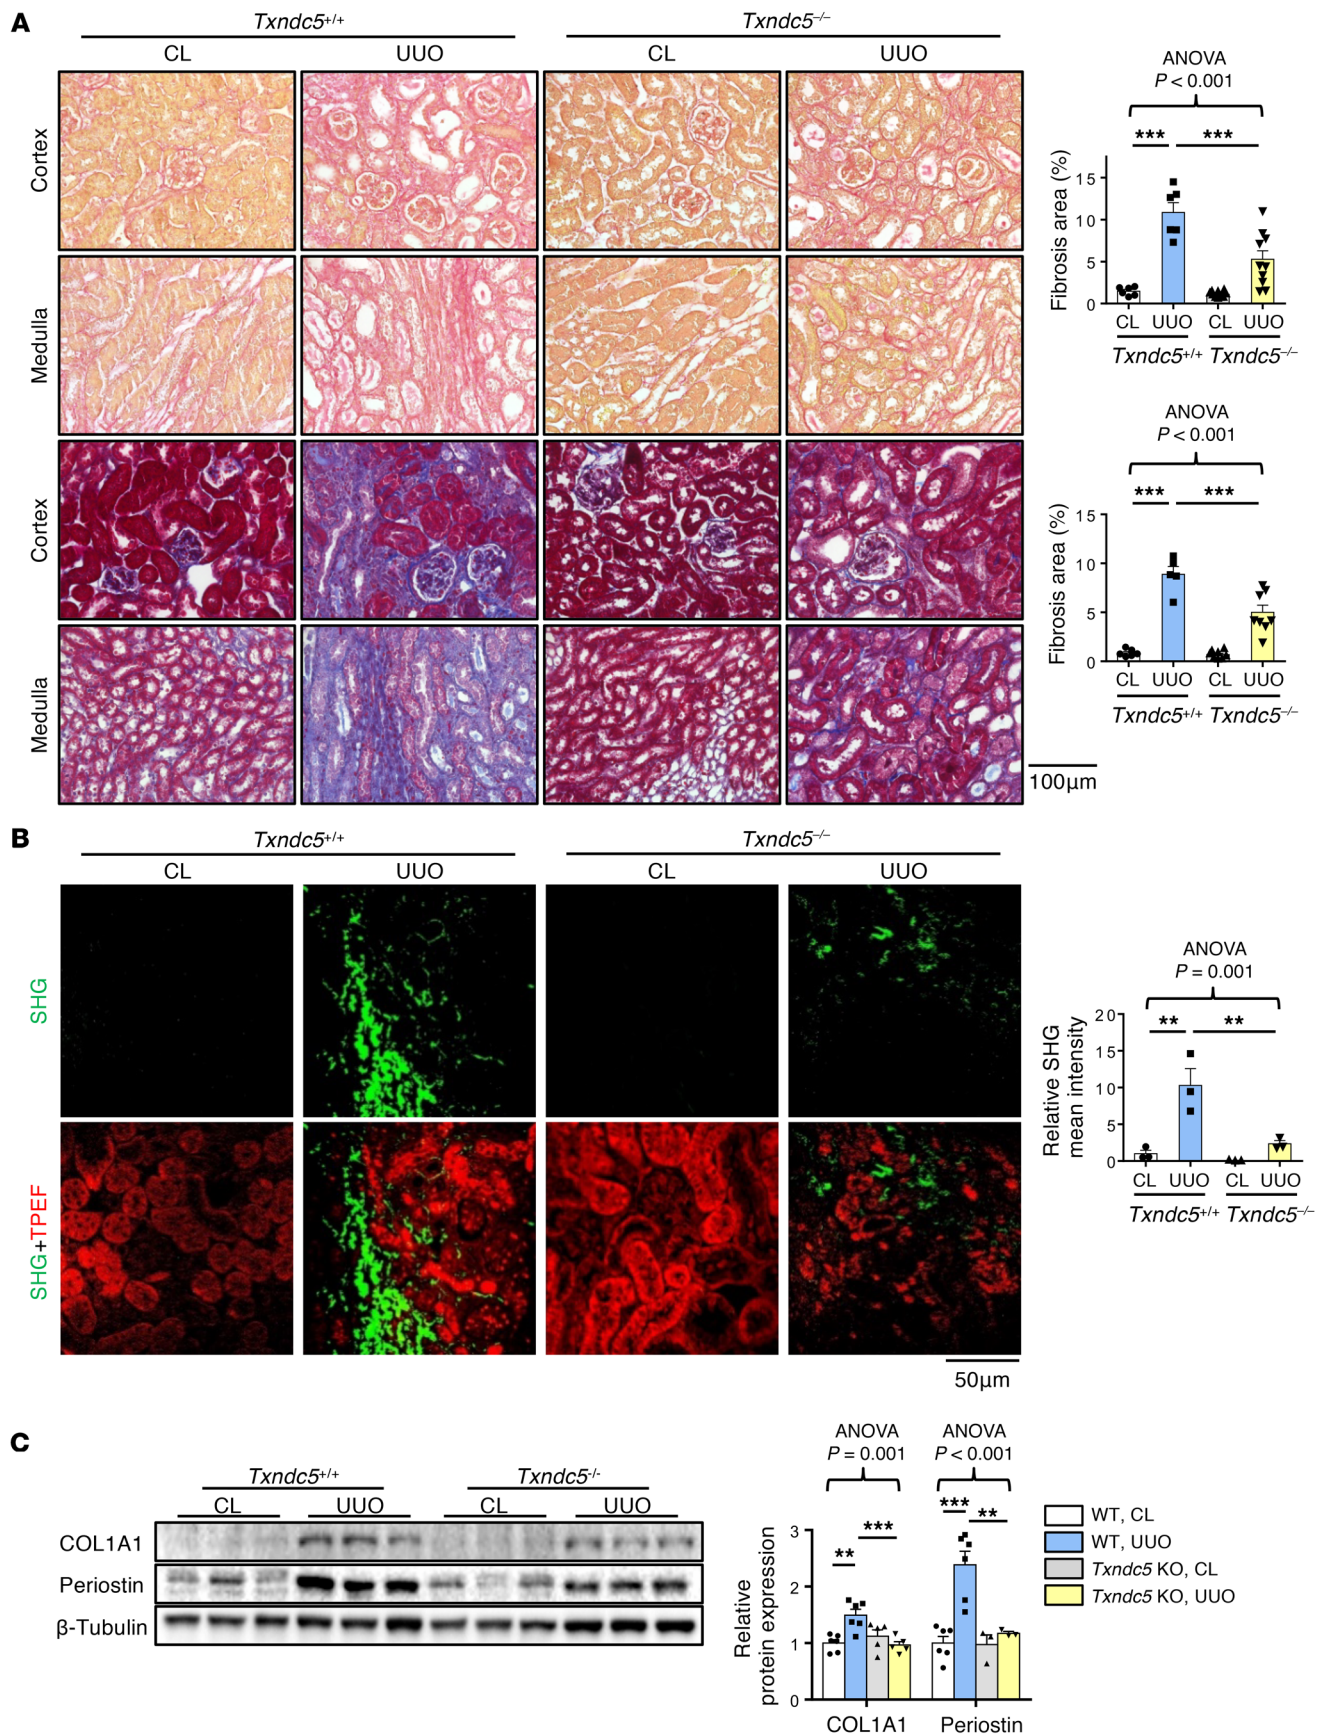 A
Txndc5+/+
Txndc5–/–
CL
UUO
CL
UUO
Cortex
Medulla
Cortex
Medulla
ANOVA
P < 0.001
***
***
Fibrosis area (%)
15
10
5
0
CL
UUO
CL
UUO
Txndc5+/+
Txndc5–/–
ANOVA
P < 0.001
***
***
Fibrosis area (%)
15
10
5
0
CL
UUO
CL
UUO
Txndc5+/+
Txndc5–/–
100µm
B
Txndc5+/+
Txndc5–/–
CL
UUO
CL
UUO
SHG
SHG+TPEF
50µm
ANOVA
P = 0.001
**
**
Relative SHG
mean intensity
20
15
10
5
0
CL
UUO
CL
UUO
Txndc5+/+
Txndc5–/–
C
Txndc5+/+
Txndc5-/-
CL
UUO
CL
UUO
COL1A1
Periostin
β-Tubulin
ANOVA
P = 0.001
ANOVA
P < 0.001
**
***
***
**
Relative
protein expression
3
2
1
0
COL1A1
Periostin
WT, CL
WT, UUO
Txndc5 KO, CL
Txndc5 KO, UUO